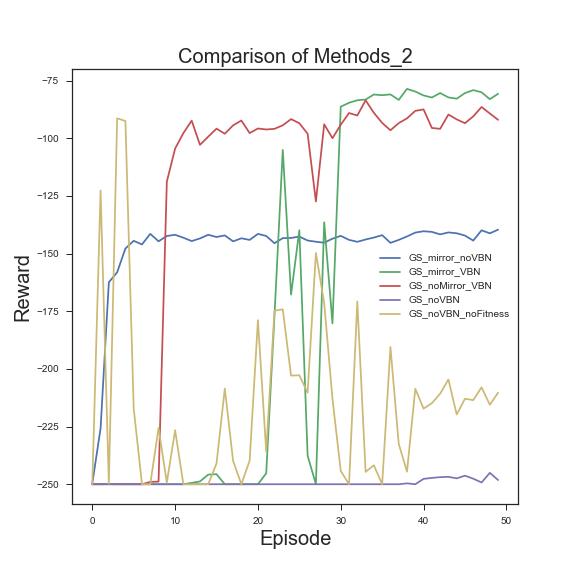 Comparison of Methods_2
Reward
−75
−100
−125
−150
−175
−200
−225
−250
GS_mirror_noVBN
GS_mirror_VBN
GS_noMirror_VBN
GS_noVBN
GS_noVBN_noFitness
0
10
20
30
40
50
Episode